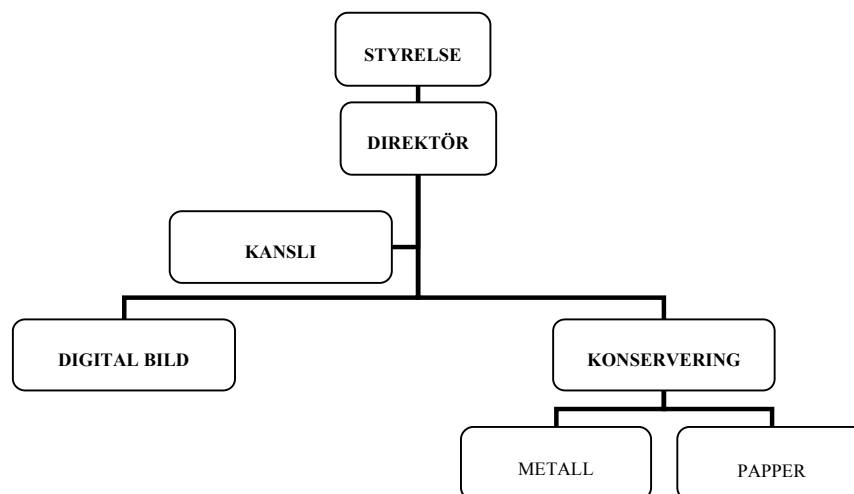 STYRELSE
DIREKTÖR
KANSLI
DIGITAL BILD
KONSERVERING
METALL
PAPPER